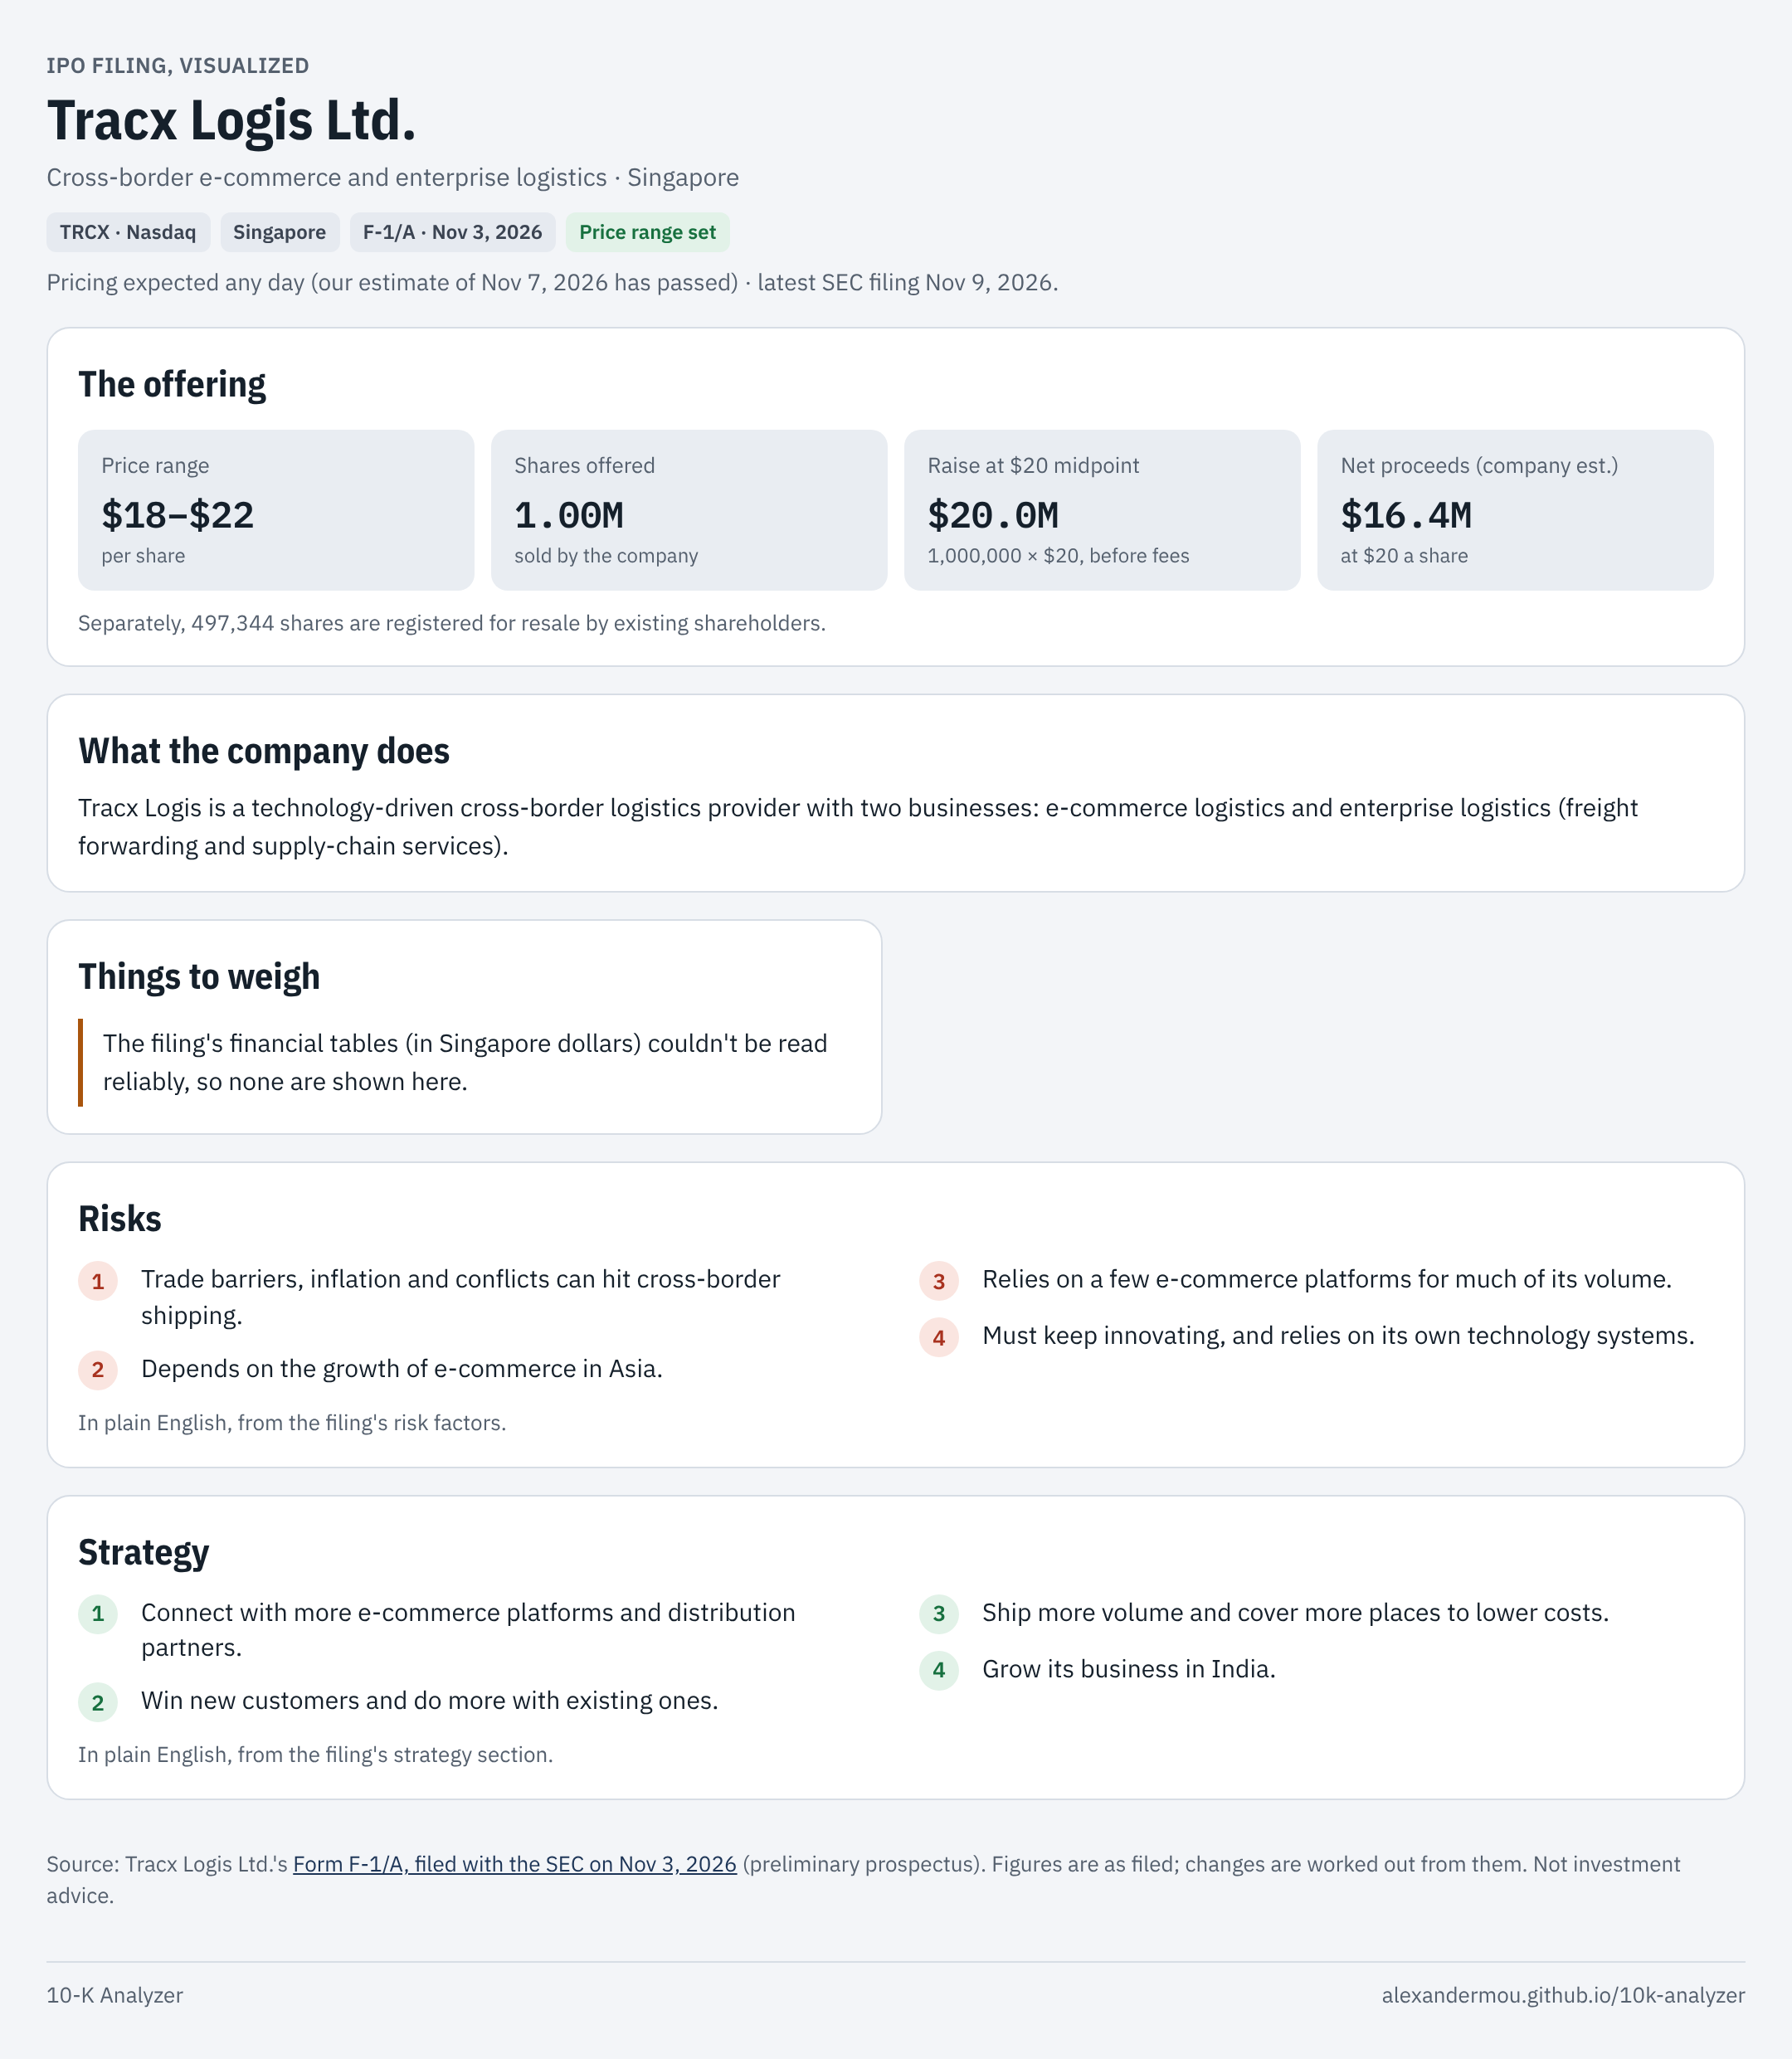 IPO FILING, VISUALIZED
Tracx Logis Ltd.
Cross-border e-commerce and enterprise logistics · Singapore
TRCX · Nasdaq
Singapore
F-1/A · Nov 3, 2026
Price range set
Pricing expected any day (our estimate of Nov 7, 2026 has passed) · latest SEC filing Nov 9, 2026.
The offering
Price range
$18–$22
per share
Shares offered
1.00M
sold by the company
Raise at $20 midpoint
$20.0M
1,000,000 × $20, before fees
Net proceeds (company est.)
$16.4M
at $20 a share
Separately, 497,344 shares are registered for resale by existing shareholders.
What the company does
Tracx Logis is a technology-driven cross-border logistics provider with two businesses: e-commerce logistics and enterprise logistics (freight
forwarding and supply-chain services).
Things to weigh
The filing's financial tables (in Singapore dollars) couldn't be read
reliably, so none are shown here.
Risks
1 Trade barriers, inflation and conflicts can hit cross-border
shipping.
2 Depends on the growth of e-commerce in Asia.
3 Relies on a few e-commerce platforms for much of its volume.
4 Must keep innovating, and relies on its own technology systems.
In plain English, from the filing's risk factors.
Strategy
1 Connect with more e-commerce platforms and distribution
partners.
2 Win new customers and do more with existing ones.
3 Ship more volume and cover more places to lower costs.
4 Grow its business in India.
In plain English, from the filing's strategy section.
Source: Tracx Logis Ltd.'s Form F-1/A, filed with the SEC on Nov 3, 2026 (preliminary prospectus). Figures are as filed; changes are worked out from them. Not investment
advice.
10-K Analyzer
alexandermou.github.io/10k-analyzer